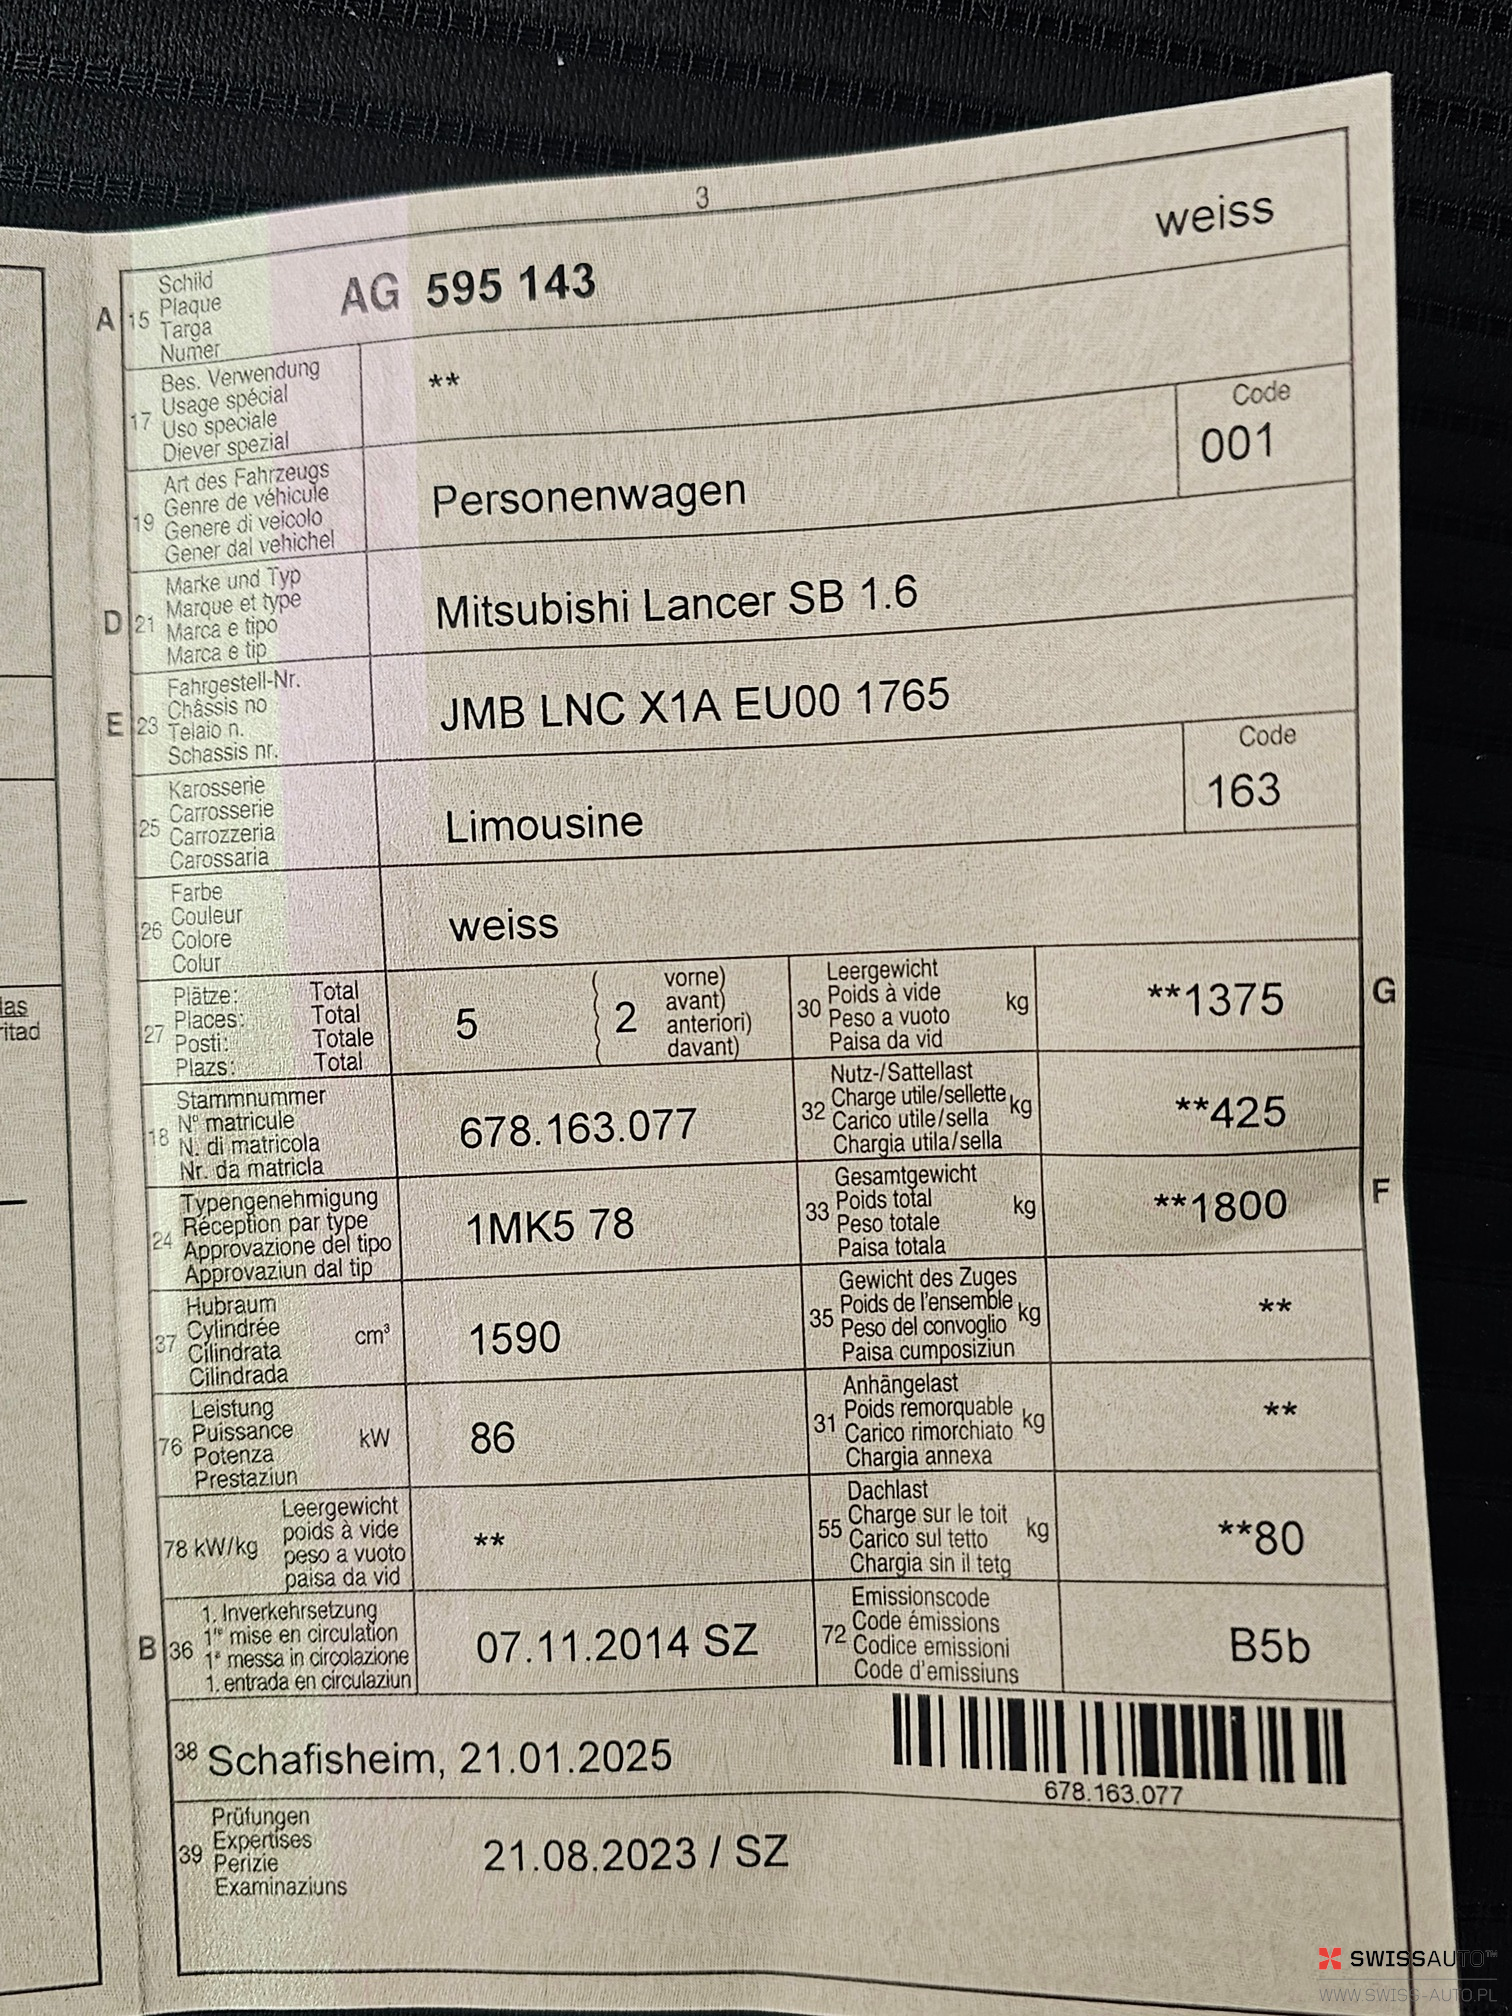 3
weiss
A 15 Schild
Plaque
Targa
Numer
AG 595 143
17 Bes. Verwendung
Usage spécial
Uso speciale
Diever spezial
**
19 Art des Fahrzeugs
Genre de véhicule
Genere di veicolo
Gener dal vehichel
Personenwagen
Code
001
D 21 Marke und Typ
Marque et type
Marca e tipo
Marca e tip
Mitsubishi Lancer SB 1.6
E 23 Fahrgestell-Nr.
Châssis no
Telaio n.
Schassis nr.
JMB LNC X1A EU00 1765
25 Karosserie
Carrosserie
Carrozzeria
Carossaria
Limousine
Code
163
26 Farbe
Couleur
Colore
Colur
weiss
27 Plätze: Total
Places: Total
Posti: Totale
Plazs: Total
5 ( 2 vorne)
avant)
anteriori)
davant)
30 Leergewicht
Poids à vide kg
Peso a vuoto
Paisa da vid
**1375
G
18 Stammnummer
N° matricule
N. di matricola
Nr. da matricla
678.163.077
32 Nutz-/Sattellast
Charge utile/sellette kg
Carico utile/sella
Chargia utila/sella
**425
24 Typengenehmigung
Réception par type
Approvazione del tipo
Approvaziun dal tip
1MK5 78
33 Gesamtgewicht
Poids total kg
Peso totale
Paisa totala
**1800
F
37 Hubraum
Cylindrée cm³
Cilindrata
Cilindrada
1590
35 Gewicht des Zuges
Poids de l'ensemble kg
Peso del convoglio
Paisa cumposiziun
**
76 Leistung
Puissance kW
Potenza
Prestaziun
86
31 Anhängelast
Poids remorquable kg
Carico rimorchiato
Chargia annexa
**
78 kW/kg Leergewicht
poids à vide
peso a vuoto
paisa da vid
**
55 Dachlast
Charge sur le toit kg
Carico sul tetto
Chargia sin il tetg
**80
B 36 1. Inverkehrsetzung
1re mise en circulation
1a messa in circolazione
1. entrada en circulaziun
07.11.2014 SZ
72 Emissionscode
Code émissions
Codice emissioni
Code d'emissiuns
B5b
38 Schafisheim, 21.01.2025
678.163.077
39 Prüfungen
Expertises
Perizie
Examinaziuns
21.08.2023 / SZ
SWISSAUTO™
WWW.SWISS-AUTO.PL